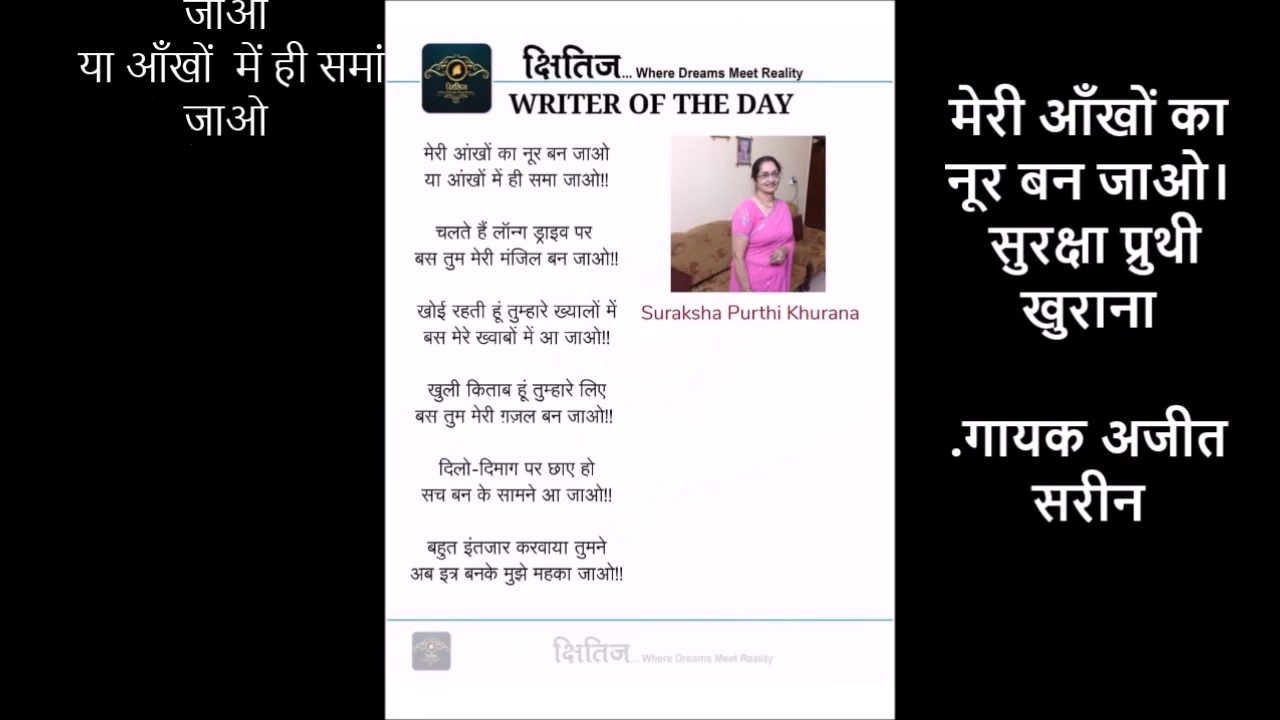 जाओ
या आँखों में ही समां
जाओ
क्षितिज... Where Dreams Meet Reality
WRITER OF THE DAY
मेरी आंखों का नूर बन जाओ
या आंखों में ही समा जाओ!!
चलते हैं लॉन्ग ड्राइव पर
बस तुम मेरी मंजिल बन जाओ!!
खोई रहती हूं तुम्हारे ख्यालों में
बस मेरे ख्वाबों में आ जाओ!!
खुली किताब हूं तुम्हारे लिए
बस तुम मेरी ग़ज़ल बन जाओ!!
दिलो-दिमाग पर छाए हो
सच बन के सामने आ जाओ!!
बहुत इंतजार करवाया तुमने
अब इत्र बनके मुझे महका जाओ!!
Suraksha Purthi Khurana
क्षितिज... Where Dreams Meet Reality
मेरी आँखों का
नूर बन जाओ।
सुरक्षा प्रुथी
खुराना
.गायक अजीत
सरीन